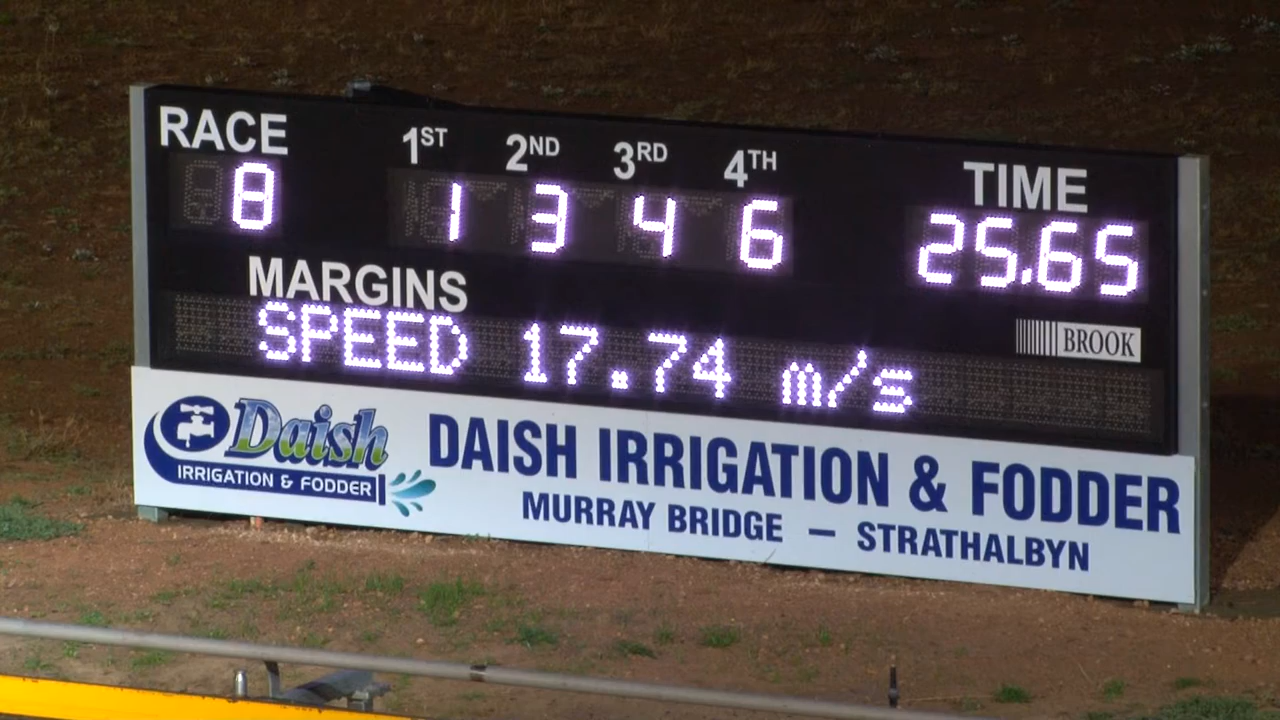 RACE 1ST 2ND 3RD 4TH TIME
8 1 3 4 6 25.65
MARGINS
SPEED 17.74 m/s
BROOK
Daish
IRRIGATION & FODDER
DAISH IRRIGATION & FODDER
MURRAY BRIDGE — STRATHALBYN